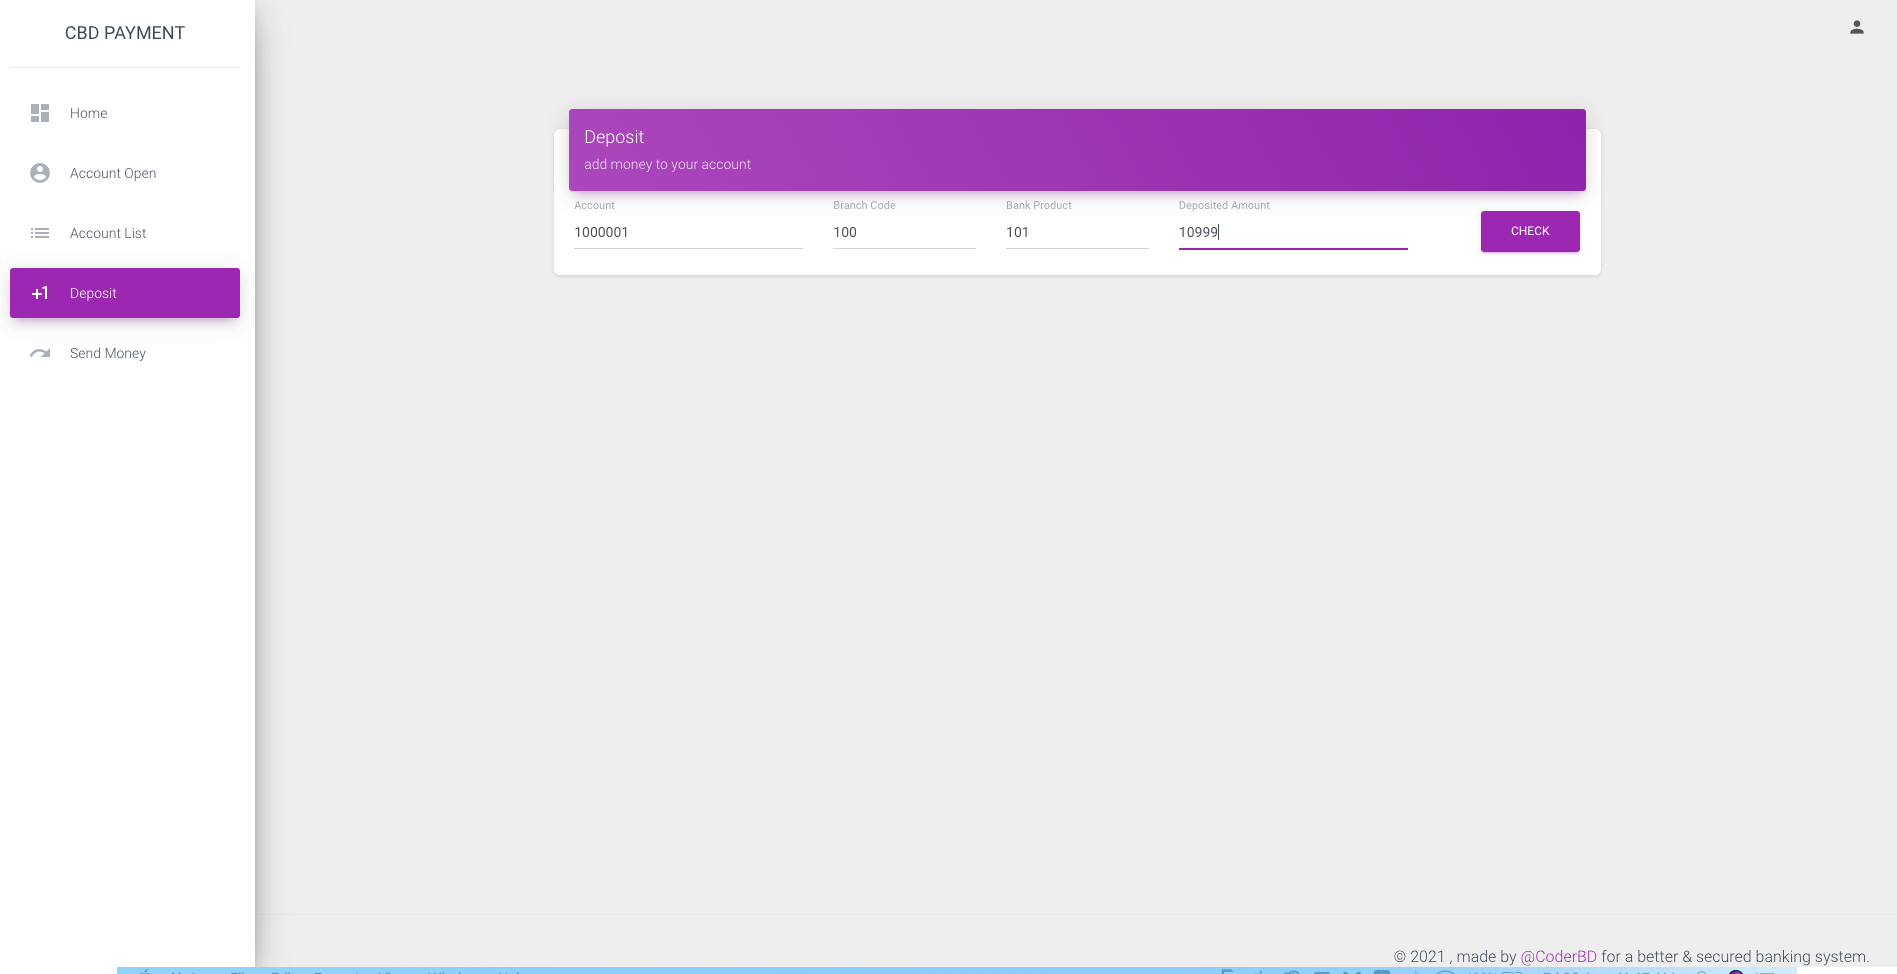 CBD PAYMENT
Home
Account Open
Account List
+1 Deposit
Send Money
Deposit
add money to your account
Account
Branch Code
Bank Product
Deposited Amount
1000001
100
101
10999
CHECK
© 2021 , made by @CoderBD for a better & secured banking system.